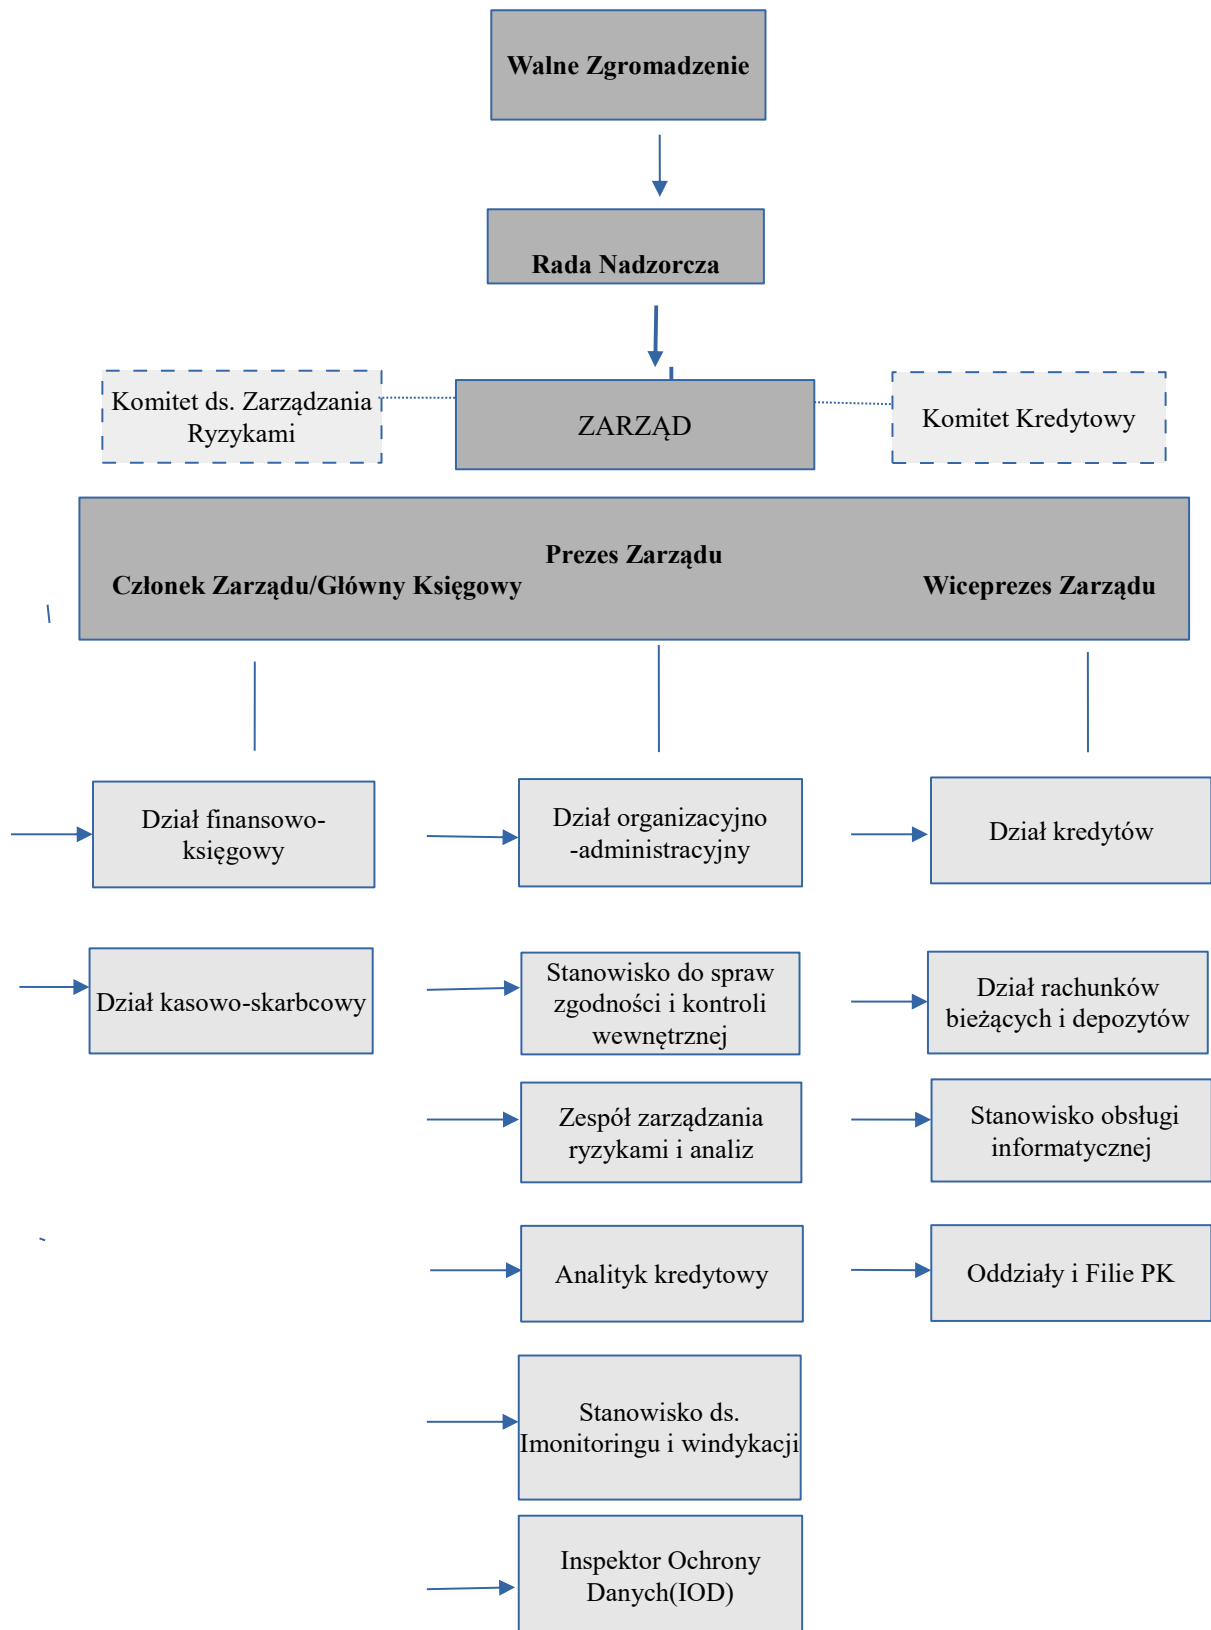 Walne Zgromadzenie
Rada Nadzorcza
Komitet ds. Zarządzania
Ryzykami
ZARZĄD
Komitet Kredytowy
Prezes Zarządu
Członek Zarządu/Główny Księgowy
Wiceprezes Zarządu
Dział finansowo-
księgowy
Dział organizacyjno
-administracyjny
Dział kredytów
Dział kasowo-skarbcowy
Stanowisko do spraw
zgodności i kontroli
wewnętrznej
Dział rachunków
bieżących i depozytów
Zespół zarządzania
ryzykami i analiz
Stanowisko obsługi
informatycznej
Analityk kredytowy
Oddziały i Filie PK
Stanowisko ds.
Imonitoringu i windykacji
Inspektor Ochrony
Danych(IOD)